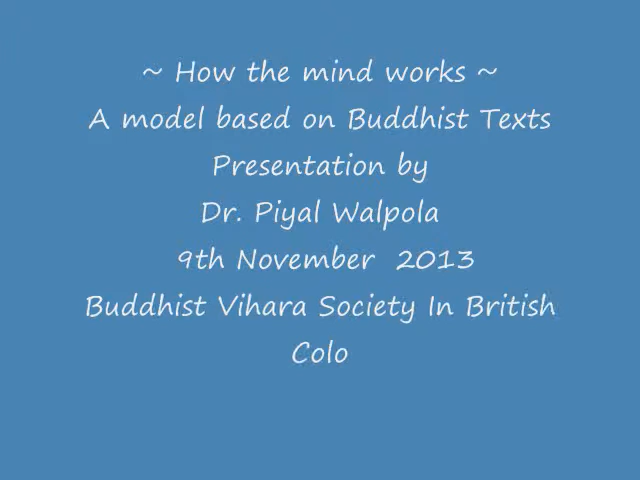 ~ How the mind works ~
A model based on Buddhist Texts
Presentation by
Dr. Piyal Walpola
9th November 2013
Buddhist Vihara Society In British
Colo